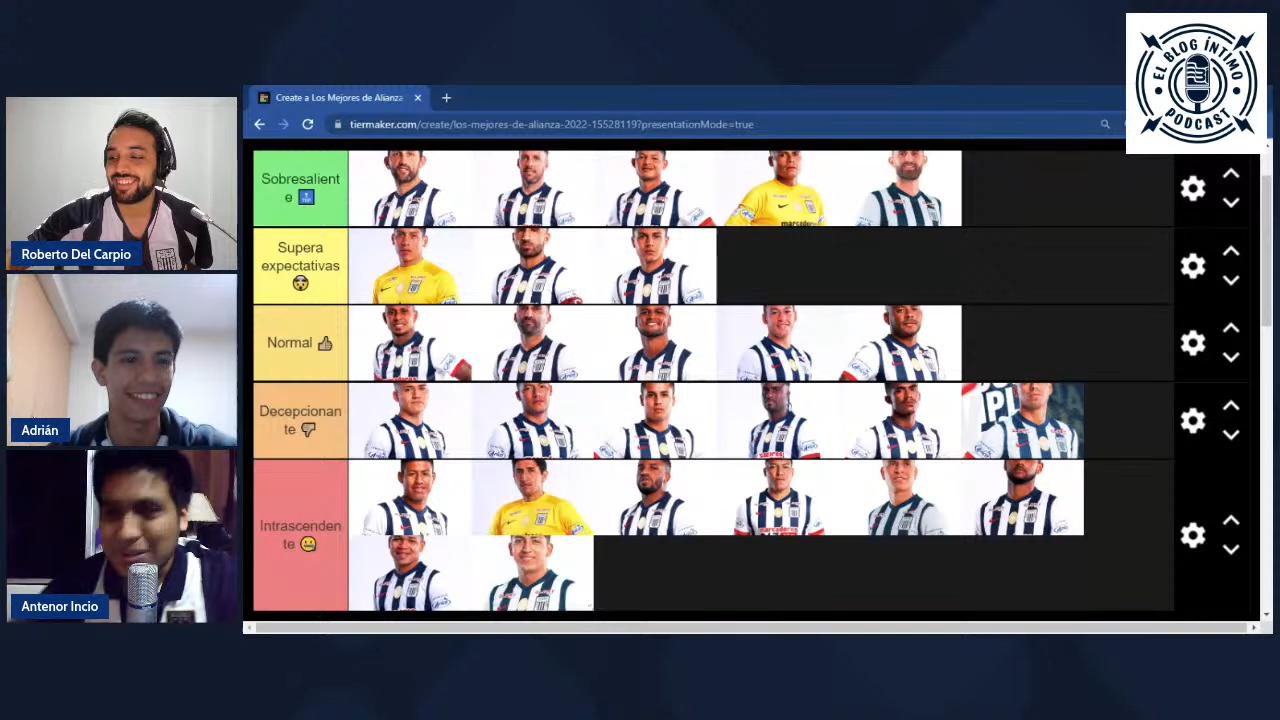 EL BLOG ÍNTIMO
PODCAST
Create a Los Mejores de Alianza
tiermaker.com/create/los-mejores-de-alianza-2022-15528119?presentationMode=true
Roberto Del Carpio
Adrián
Antenor Incio
Sobresalient
e 🔝
TOP
Supera
expectativas
😯
Normal 👍
Decepcionan
te 👎
Intrascenden
te 🤐